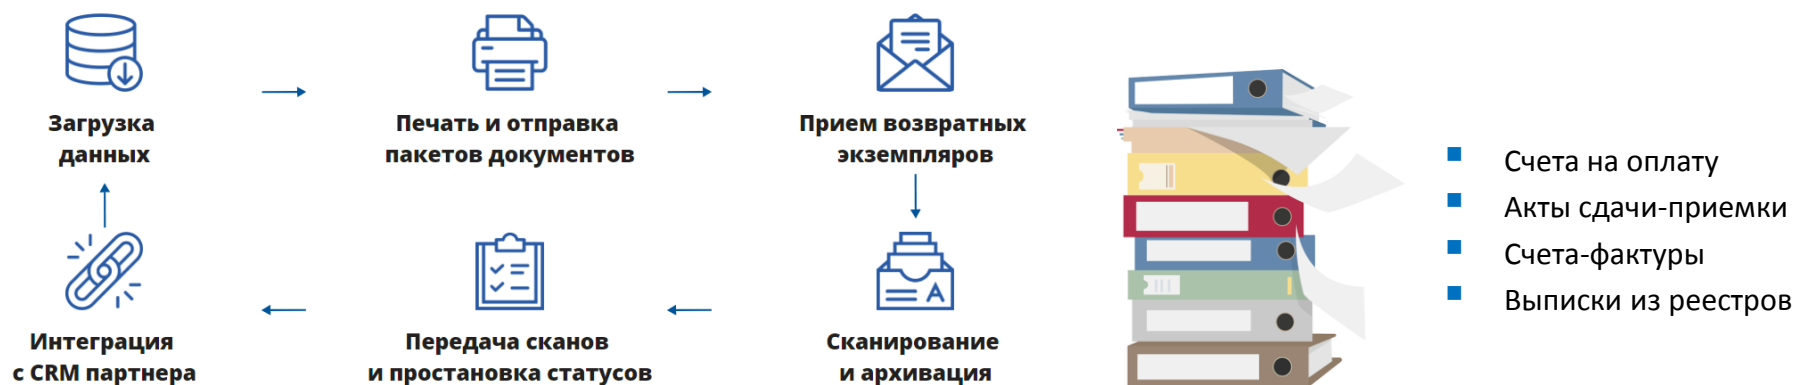 Загрузка
данных
Печать и отправка
пакетов документов
Прием возвратных
экземпляров
Интеграция
с CRM партнера
Передача сканов
и простановка статусов
A
Сканирование
и архивация
Счета на оплату
Акты сдачи-приемки
Счета-фактуры
Выписки из реестров